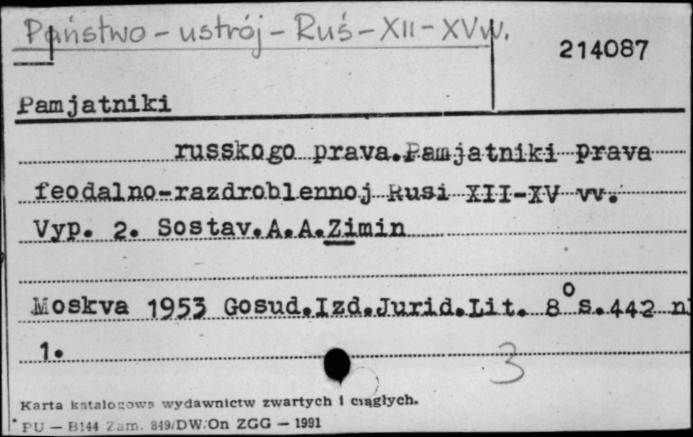 Państwo - ustrój - Ruś - XII - XV w.
214087
Pamjatniki
russkogo prava.Pamjatniki prava
feodalno-razdroblennoj Rusi XII-XV vv.
Vyp. 2. Sostav.A.A.Zimin
Moskva 1953 Gosud.Izd.Jurid.Lit. 8° s.442 n
1.
3
Karta katalogowa wydawnictw zwartych i ciągłych.
PU — B144 Zam. 849/DW/On ZGG — 1991